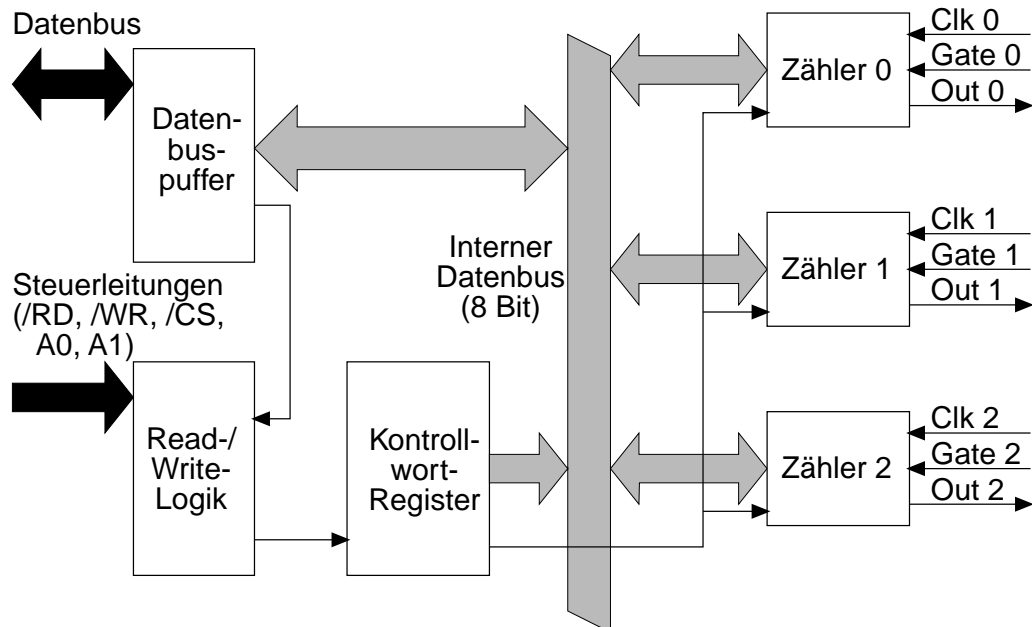 Datenbus
Daten-
bus-
puffer
Steuerleitungen
(/RD, /WR, /CS,
A0, A1)
Read-/
Write-
Logik
Kontroll-
wort-
Register
Interner
Datenbus
(8 Bit)
Zähler 0
Clk 0
Gate 0
Out 0
Zähler 1
Clk 1
Gate 1
Out 1
Zähler 2
Clk 2
Gate 2
Out 2